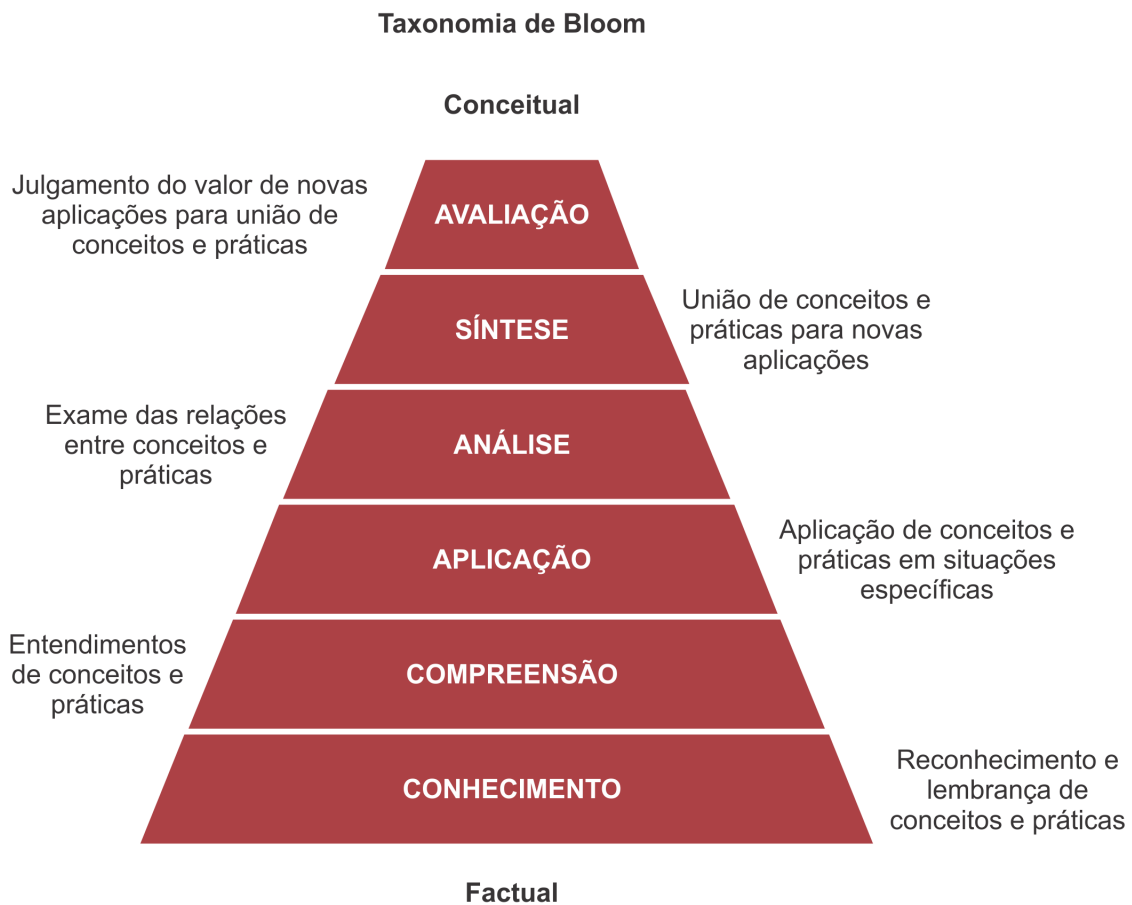 Taxonomia de Bloom
Conceitual
Julgamento do valor de novas
aplicações para união de
conceitos e práticas
AVALIAÇÃO
SÍNTESE
União de conceitos e
práticas para novas
aplicações
Exame das relações
entre conceitos e
práticas
ANÁLISE
APLICAÇÃO
Aplicação de conceitos e
práticas em situações
específicas
Entendimentos
de conceitos e
práticas
COMPREENSÃO
CONHECIMENTO
Reconhecimento e
lembrança de
conceitos e práticas
Factual